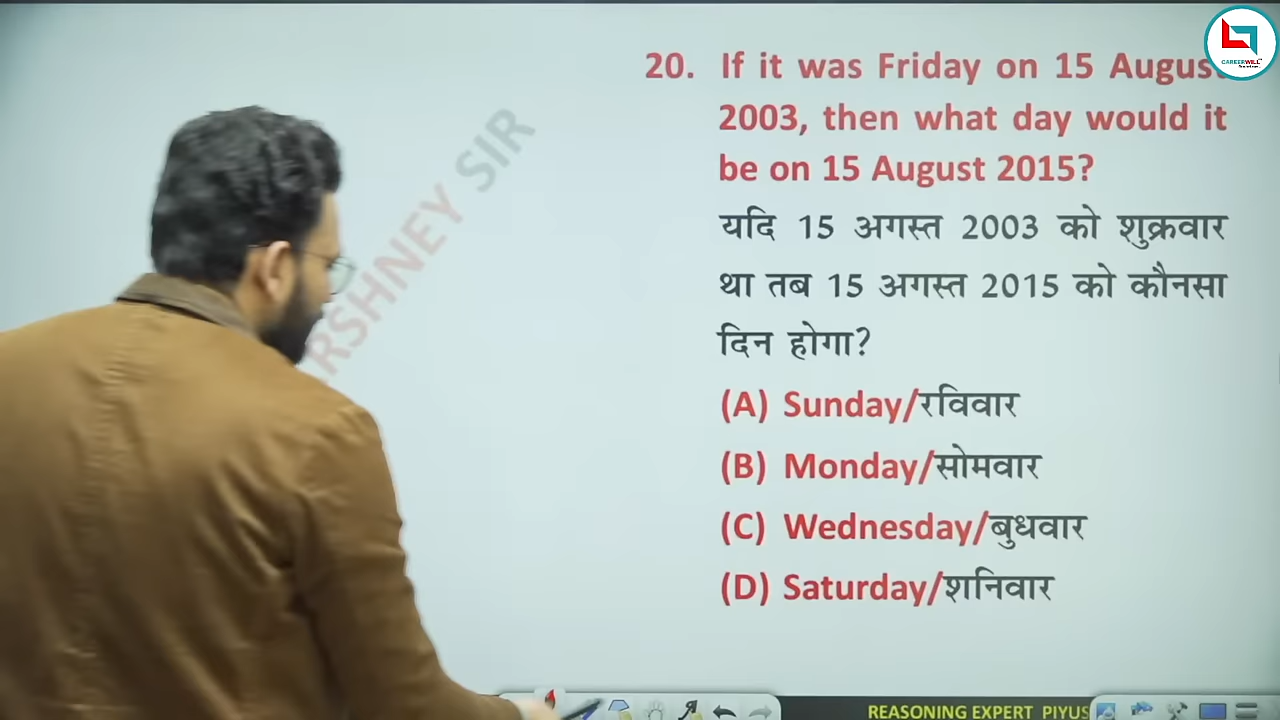 20. If it was Friday on 15 August
2003, then what day would it
be on 15 August 2015?
यदि 15 अगस्त 2003 को शुक्रवार
था तब 15 अगस्त 2015 को कौनसा
दिन होगा?
(A) Sunday/रविवार
(B) Monday/सोमवार
(C) Wednesday/बुधवार
(D) Saturday/शनिवार
RSHNEY SIR
CAREERWILL
REASONING EXPERT PIYUS